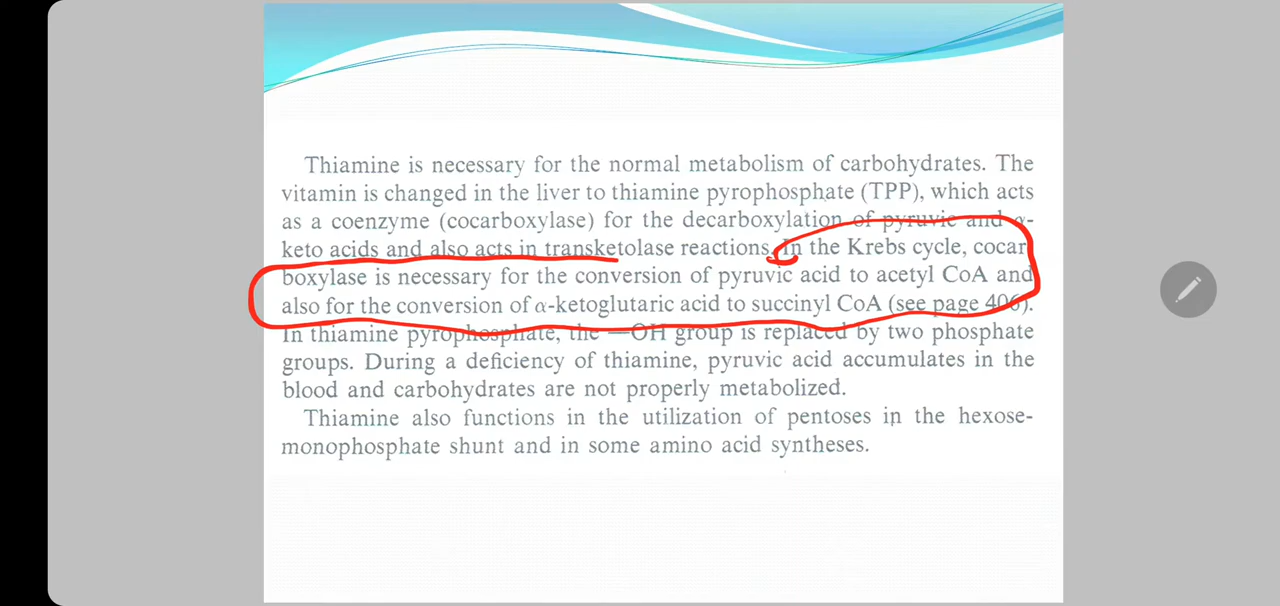 Thiamine is necessary for the normal metabolism of carbohydrates. The
vitamin is changed in the liver to thiamine pyrophosphate (TPP), which acts
as a coenzyme (cocarboxylase) for the decarboxylation of pyruvic and α-
keto acids and also acts in transketolase reactions. In the Krebs cycle, cocar
boxylase is necessary for the conversion of pyruvic acid to acetyl CoA and
also for the conversion of α-ketoglutaric acid to succinyl CoA (see page 406).
In thiamine pyrophosphate, the —OH group is replaced by two phosphate
groups. During a deficiency of thiamine, pyruvic acid accumulates in the
blood and carbohydrates are not properly metabolized.
Thiamine also functions in the utilization of pentoses in the hexose-
monophosphate shunt and in some amino acid syntheses.